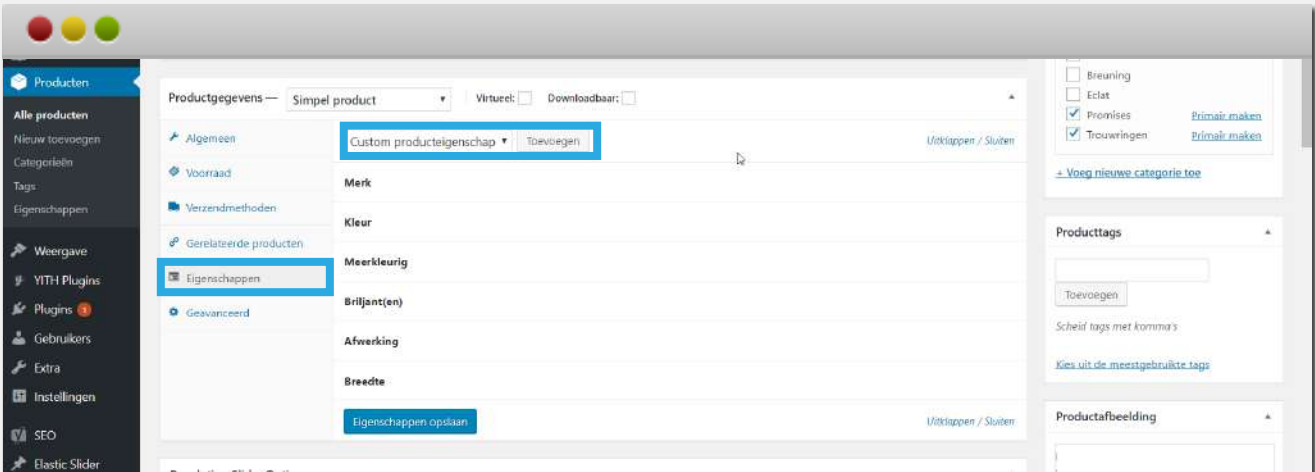 Producten
Alle producten
Nieuw toevoegen
Categorieën
Tags
Eigenschappen
Weergave
YITH Plugins
Plugins 1
Gebruikers
Extra
Instellingen
SEO
Elastic Slider
Productgegevens — Simpel product Virtueel: Downloadbaar:
Algemeen
Voorraad
Verzendmethoden
Gerelateerde producten
Eigenschappen
Geavanceerd
Custom producteigenschap Toevoegen Uitklappen / Sluiten
Merk
Kleur
Meerkleurig
Briljant(en)
Afwerking
Breedte
Eigenschappen opslaan Uitklappen / Sluiten
Breuning
Eclat
Promises Primair maken
Trouwringen Primair maken
+ Voeg nieuwe categorie toe
Producttags
Toevoegen
Scheid tags met komma's
Kies uit de meestgebruikte tags
Productafbeelding